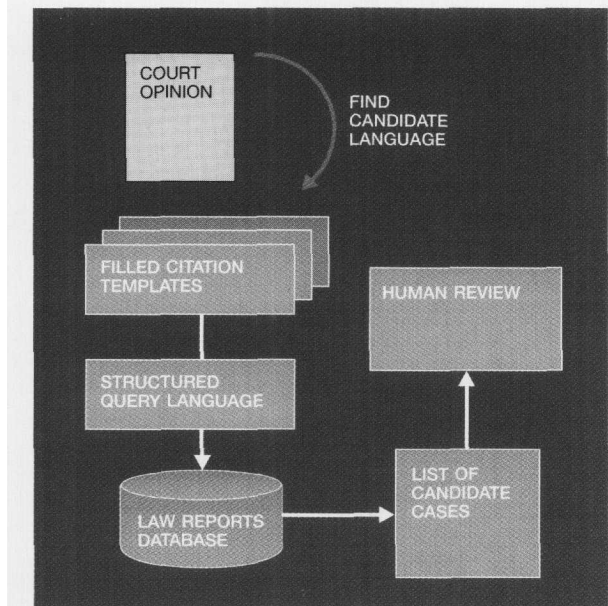 COURT
OPINION
FIND
CANDIDATE
LANGUAGE
FILLED CITATION
TEMPLATES
HUMAN REVIEW
STRUCTURED
QUERY LANGUAGE
LIST OF
CANDIDATE
CASES
LAW REPORTS
DATABASE